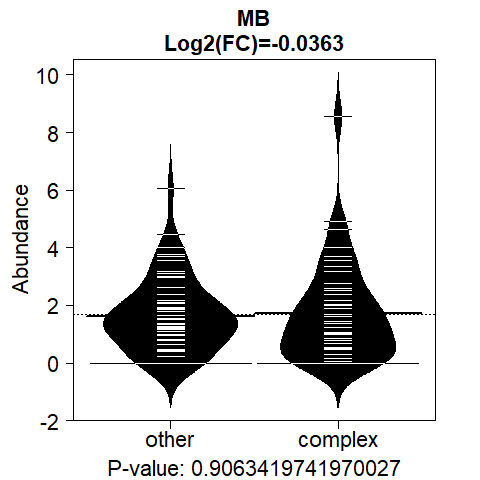 MB
Log2(FC)=-0.0363
Abundance
10
8
6
4
2
0
-2
other complex
P-value: 0.9063419741970027